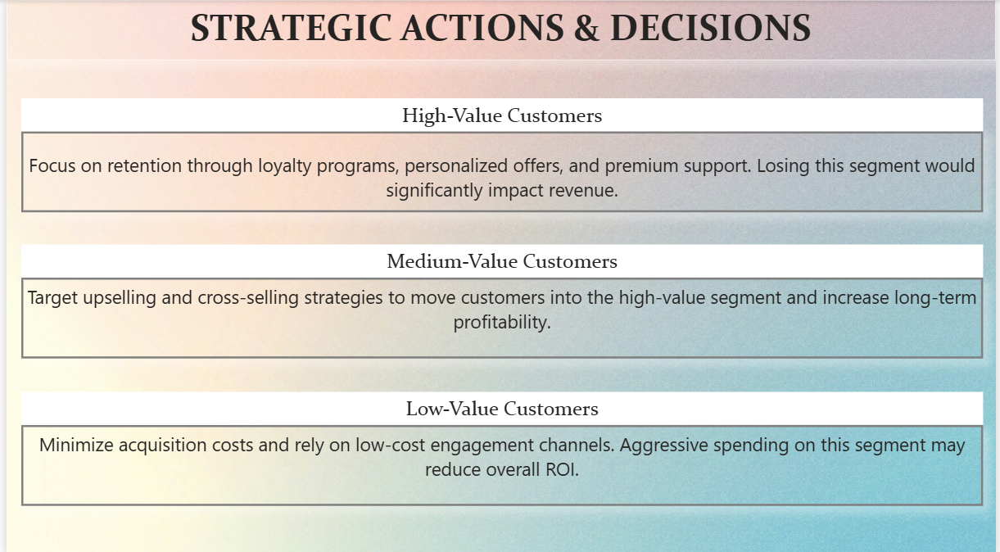 STRATEGIC ACTIONS & DECISIONS
High-Value Customers
Focus on retention through loyalty programs, personalized offers, and premium support. Losing this segment would
significantly impact revenue.
Medium-Value Customers
Target upselling and cross-selling strategies to move customers into the high-value segment and increase long-term
profitability.
Low-Value Customers
Minimize acquisition costs and rely on low-cost engagement channels. Aggressive spending on this segment may
reduce overall ROI.